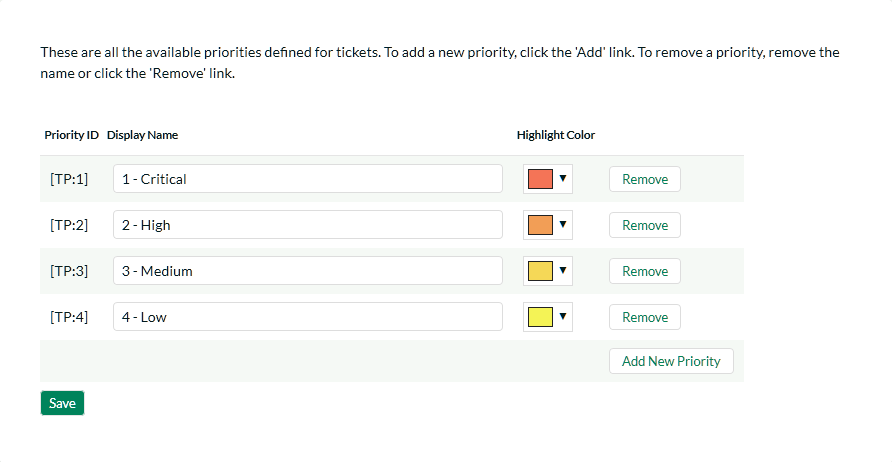 These are all the available priorities defined for tickets. To add a new priority, click the 'Add' link. To remove a priority, remove the
name or click the 'Remove' link.
Priority ID Display Name Highlight Color
[TP:1] 1 - Critical Remove
[TP:2] 2 - High Remove
[TP:3] 3 - Medium Remove
[TP:4] 4 - Low Remove
Add New Priority
Save